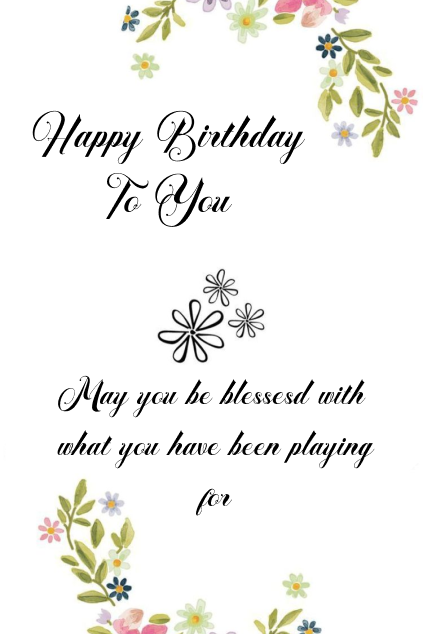 Happy Birthday
To You
May you be blessesd with
what you have been playing
for